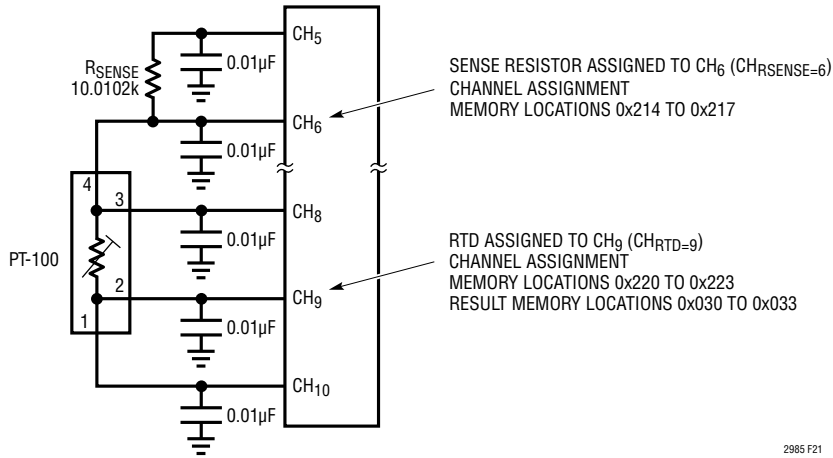 CH5
RSENSE
10.0102k
0.01µF
CH6
0.01µF
SENSE RESISTOR ASSIGNED TO CH6 (CHRSENSE=6)
CHANNEL ASSIGNMENT
MEMORY LOCATIONS 0x214 TO 0x217
4
3
CH8
0.01µF
PT-100
2
CH9
0.01µF
RTD ASSIGNED TO CH9 (CHRTD=9)
CHANNEL ASSIGNMENT
MEMORY LOCATIONS 0x220 TO 0x223
RESULT MEMORY LOCATIONS 0x030 TO 0x033
1
CH10
0.01µF
2985 F21